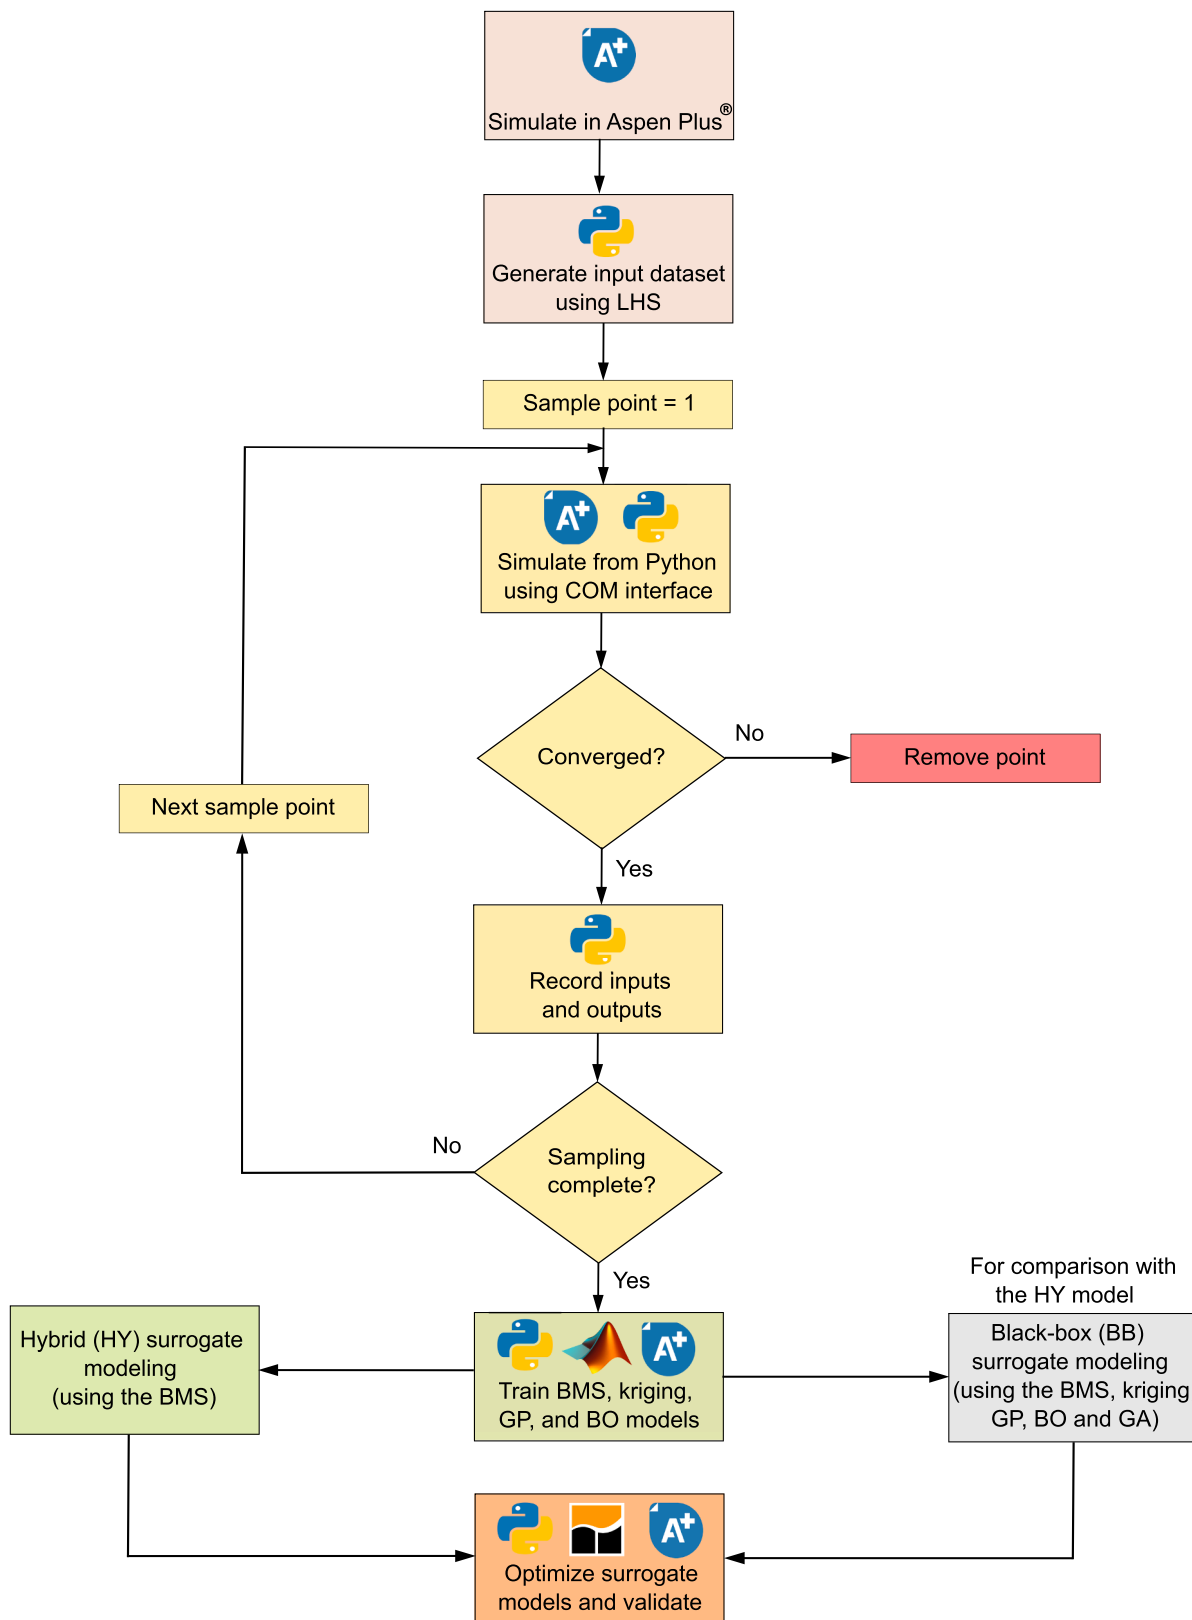 A+
Simulate in Aspen Plus®
Generate input dataset
using LHS
Sample point = 1
A+
Simulate from Python
using COM interface
Converged?
No
Remove point
Next sample point
Yes
Record inputs
and outputs
Sampling
complete?
No
Yes
For comparison with
the HY model
Hybrid (HY) surrogate
modeling
(using the BMS)
A+
Train BMS, kriging,
GP, and BO models
Black-box (BB)
surrogate modeling
(using the BMS, kriging
GP, BO and GA)
A+
Optimize surrogate
models and validate